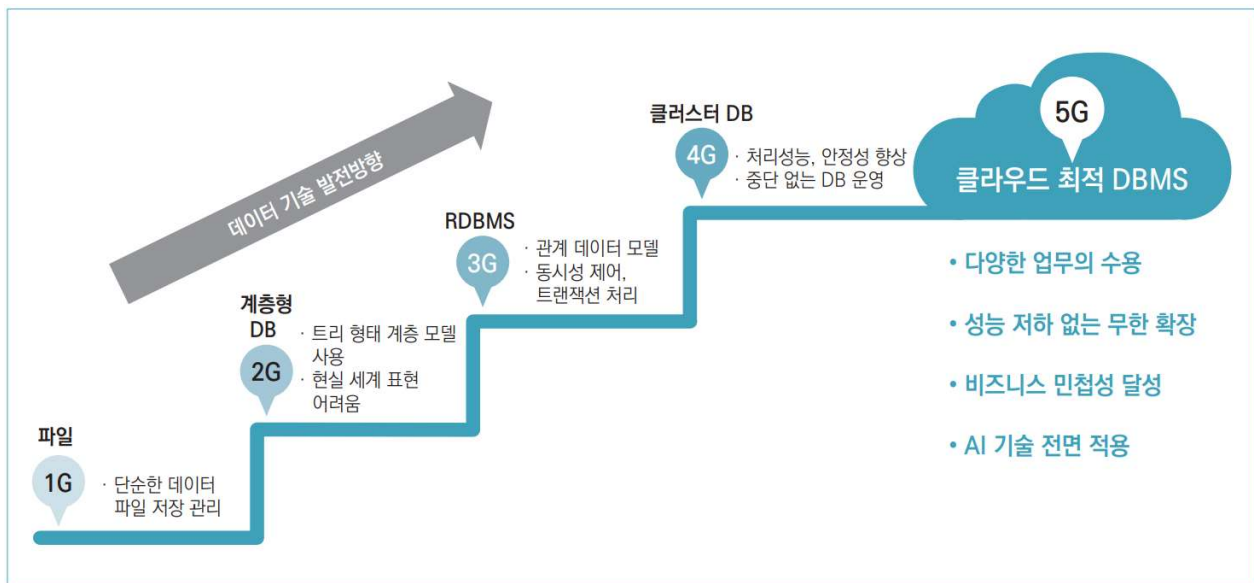 데이터 기술 발전방향
파일
1G
· 단순한 데이터
파일 저장 관리
계층형
DB
2G
· 트리 형태 계층 모델
사용
· 현실 세계 표현
어려움
RDBMS
3G
· 관계 데이터 모델
· 동시성 제어,
트랜잭션 처리
클러스터 DB
4G
· 처리성능, 안정성 향상
· 중단 없는 DB 운영
5G
클라우드 최적 DBMS
• 다양한 업무의 수용
• 성능 저하 없는 무한 확장
• 비즈니스 민첩성 달성
• AI 기술 전면 적용